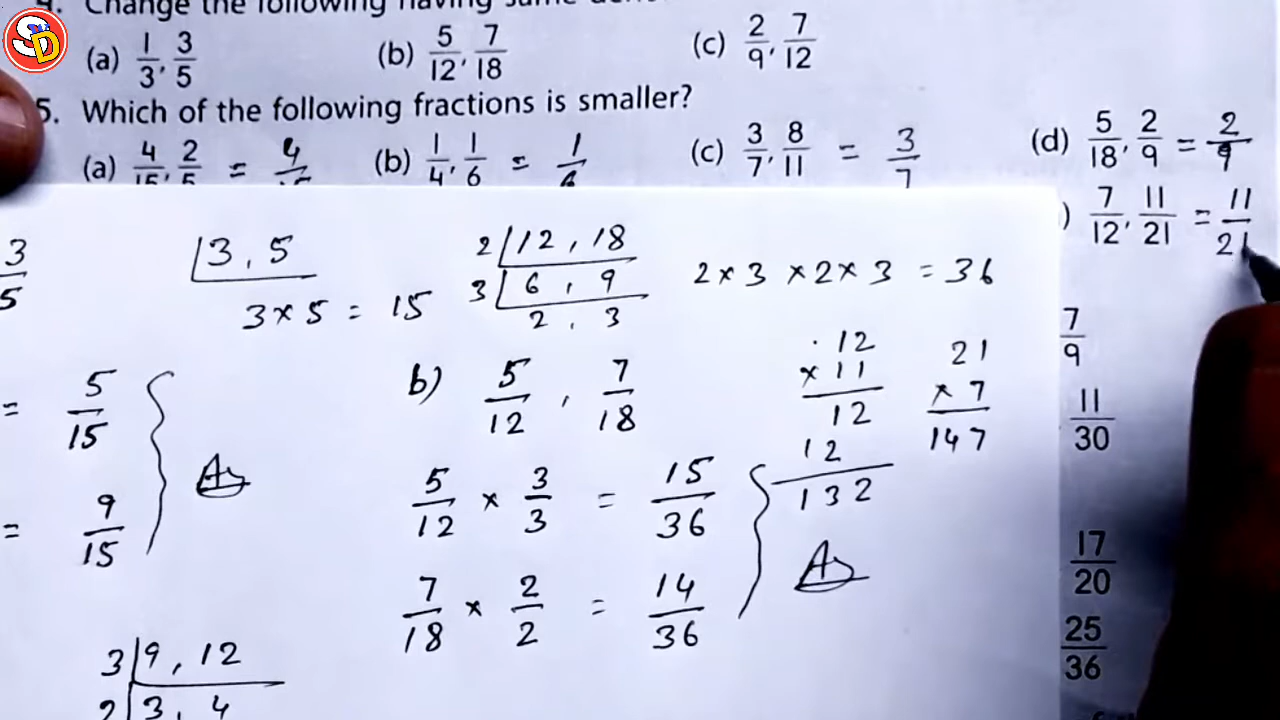 SD
4. Change the following having same
(a) 1/3, 3/5 (b) 5/12, 7/18 (c) 2/9, 7/12
5. Which of the following fractions is smaller?
(a) 4/15, 2/5 = 4/15 (b) 1/4, 1/6 = 1/6 (c) 3/7, 8/11 = 3/7 (d) 5/18, 2/9 = 2/9
) 7/12, 11/21 = 11/21
3/5
3, 5
3 × 5 = 15
2 | 12, 18
3 | 6, 9
2, 3
2 × 3 × 2 × 3 = 36
= 5/15
= 9/15
As
b) 5/12, 7/18
5/12 × 3/3 = 15/36
7/18 × 2/2 = 14/36
As
12
× 11
12
12
132
21
× 7
147
7/9
11/30
17/20
25/36
3 | 9, 12
2 | 3, 4